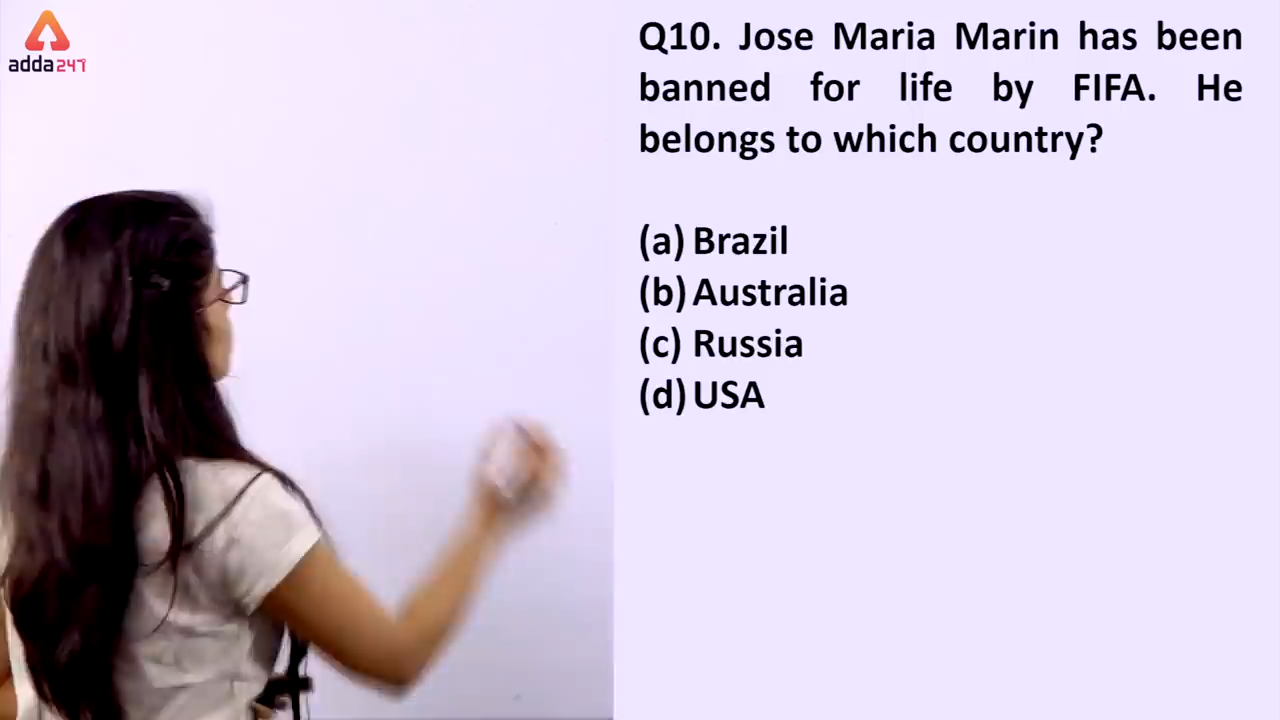 adda247
Q10. Jose Maria Marin has been
banned for life by FIFA. He
belongs to which country?
(a) Brazil
(b) Australia
(c) Russia
(d) USA